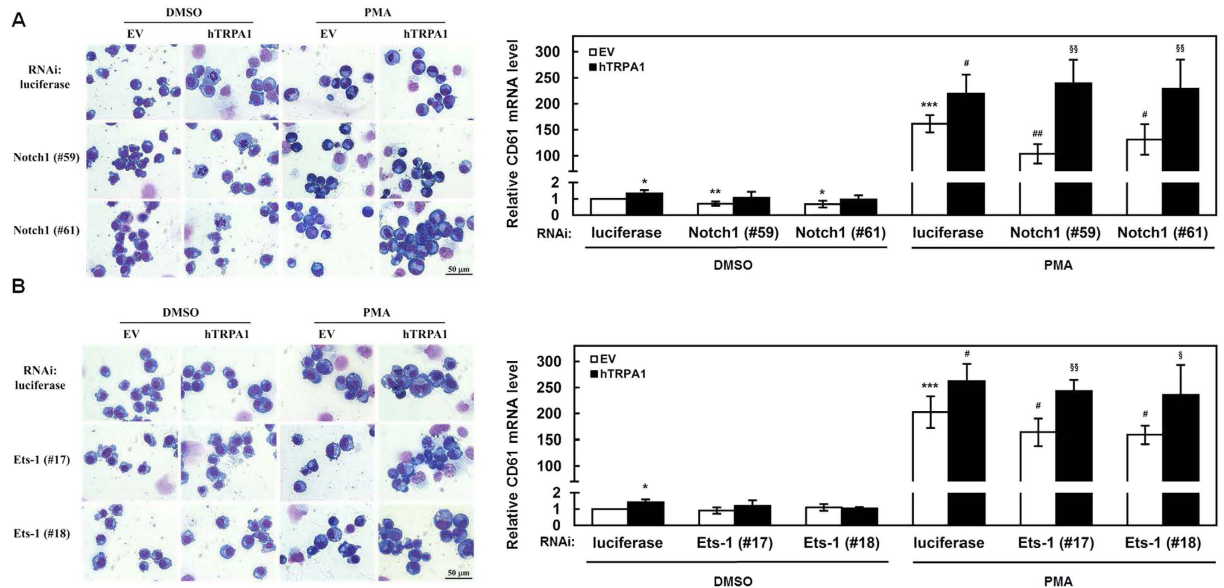 A
DMSO PMA
EV hTRPA1 EV hTRPA1
RNAi:
luciferase
Notch1 (#59)
Notch1 (#61)
50 μm
Relative CD61 mRNA level
300
250
200
150
100
2
1
0
EV
hTRPA1
* ** * *** # ## §§ # §§
RNAi: luciferase Notch1 (#59) Notch1 (#61) luciferase Notch1 (#59) Notch1 (#61)
DMSO PMA
B
DMSO PMA
EV hTRPA1 EV hTRPA1
RNAi:
luciferase
Ets-1 (#17)
Ets-1 (#18)
50 μm
Relative CD61 mRNA level
300
250
200
150
100
2
1
0
EV
hTRPA1
* *** # # §§ # §
RNAi: luciferase Ets-1 (#17) Ets-1 (#18) luciferase Ets-1 (#17) Ets-1 (#18)
DMSO PMA